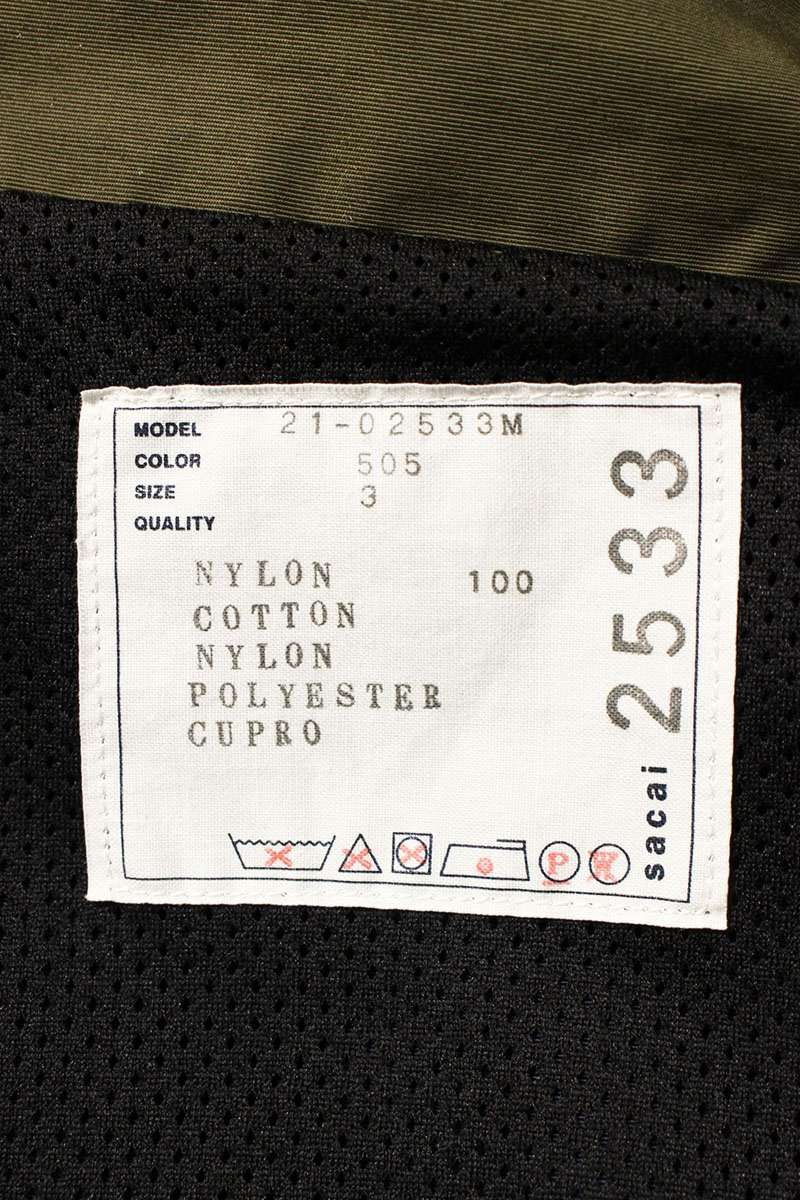 MODEL 21-02533M
COLOR 505
SIZE 3
QUALITY
NYLON 100
COTTON
NYLON
POLYESTER
CUPRO
P W
sacai 2533